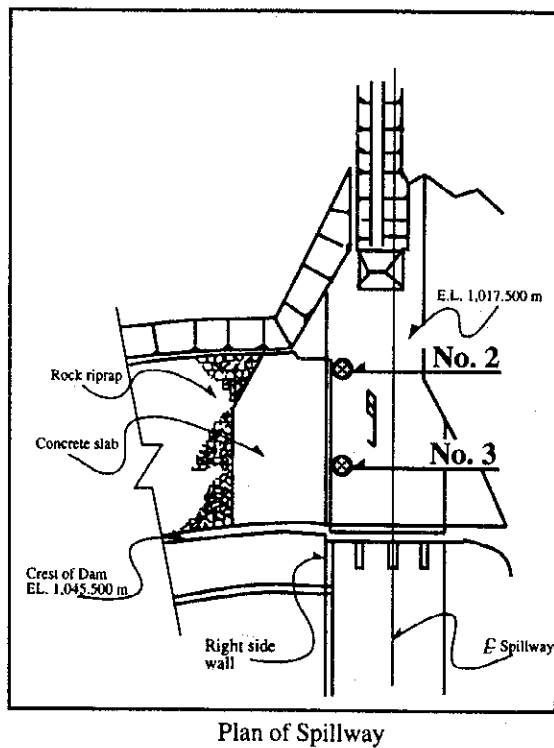 E.L. 1,017.500 m
No. 2
Rock riprap
Concrete slab
No. 3
Crest of Dam
EL. 1,045.500 m
Right side
wall
£ Spillway
Plan of Spillway